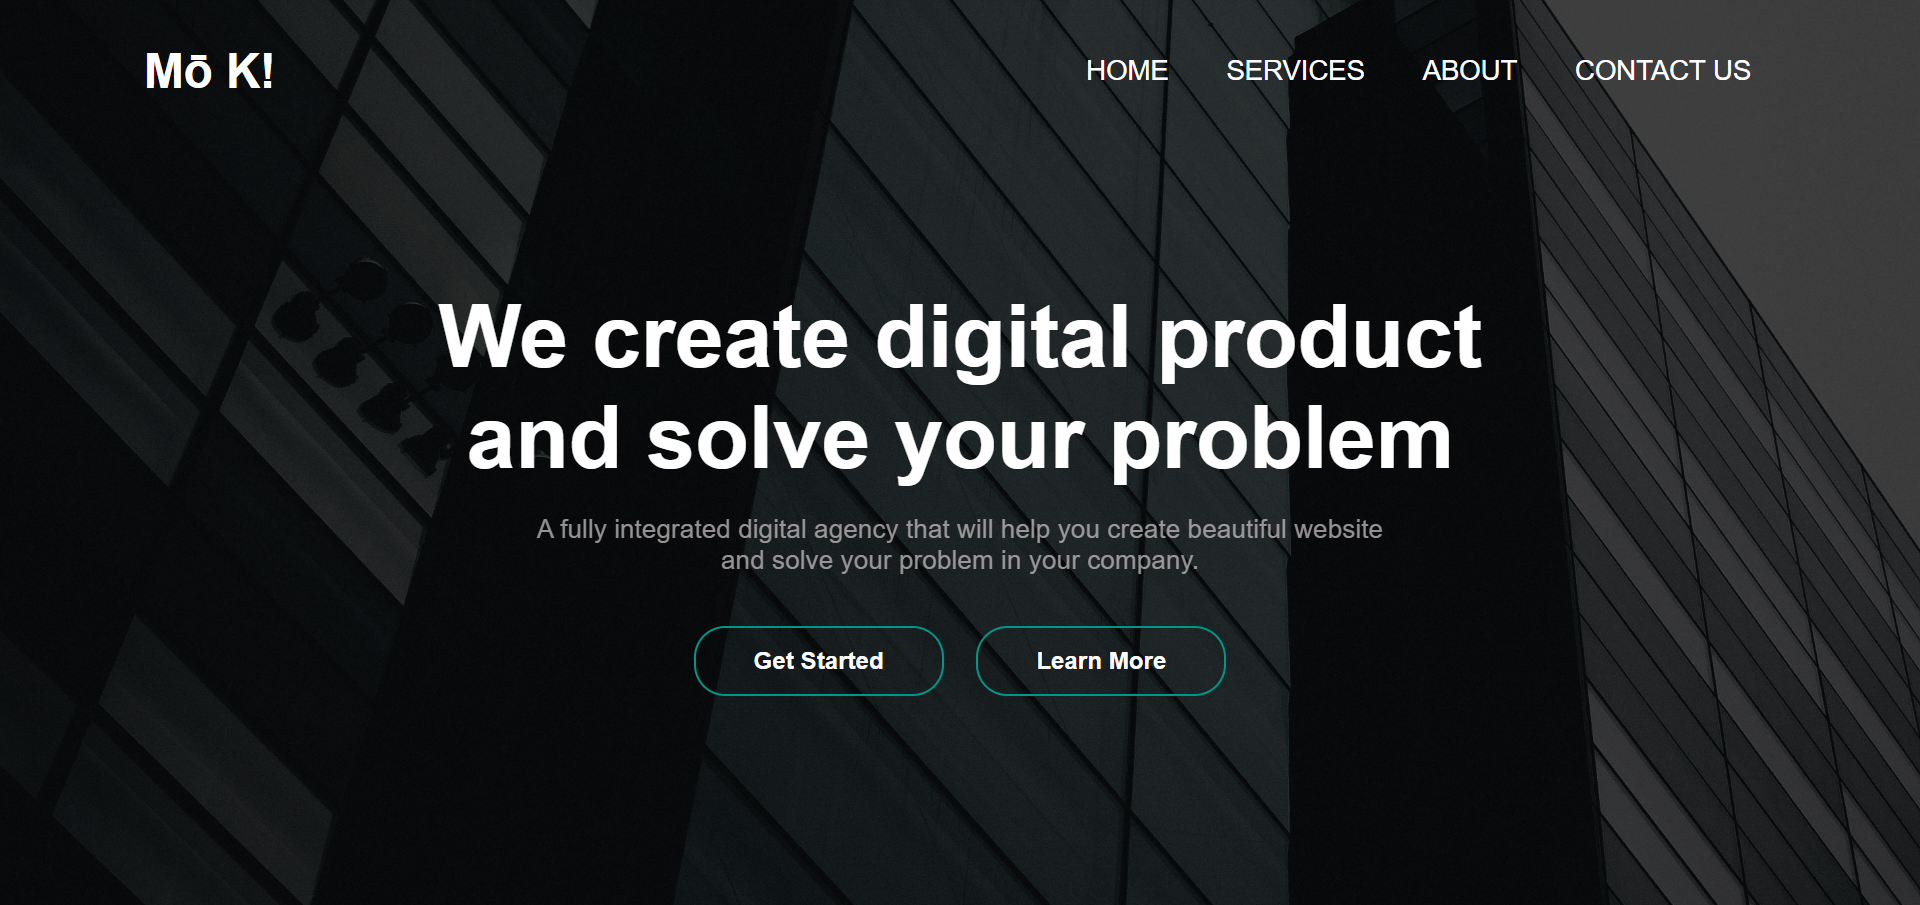 Mō K!
HOME SERVICES ABOUT CONTACT US
We create digital product
and solve your problem
A fully integrated digital agency that will help you create beautiful website
and solve your problem in your company.
Get Started Learn More